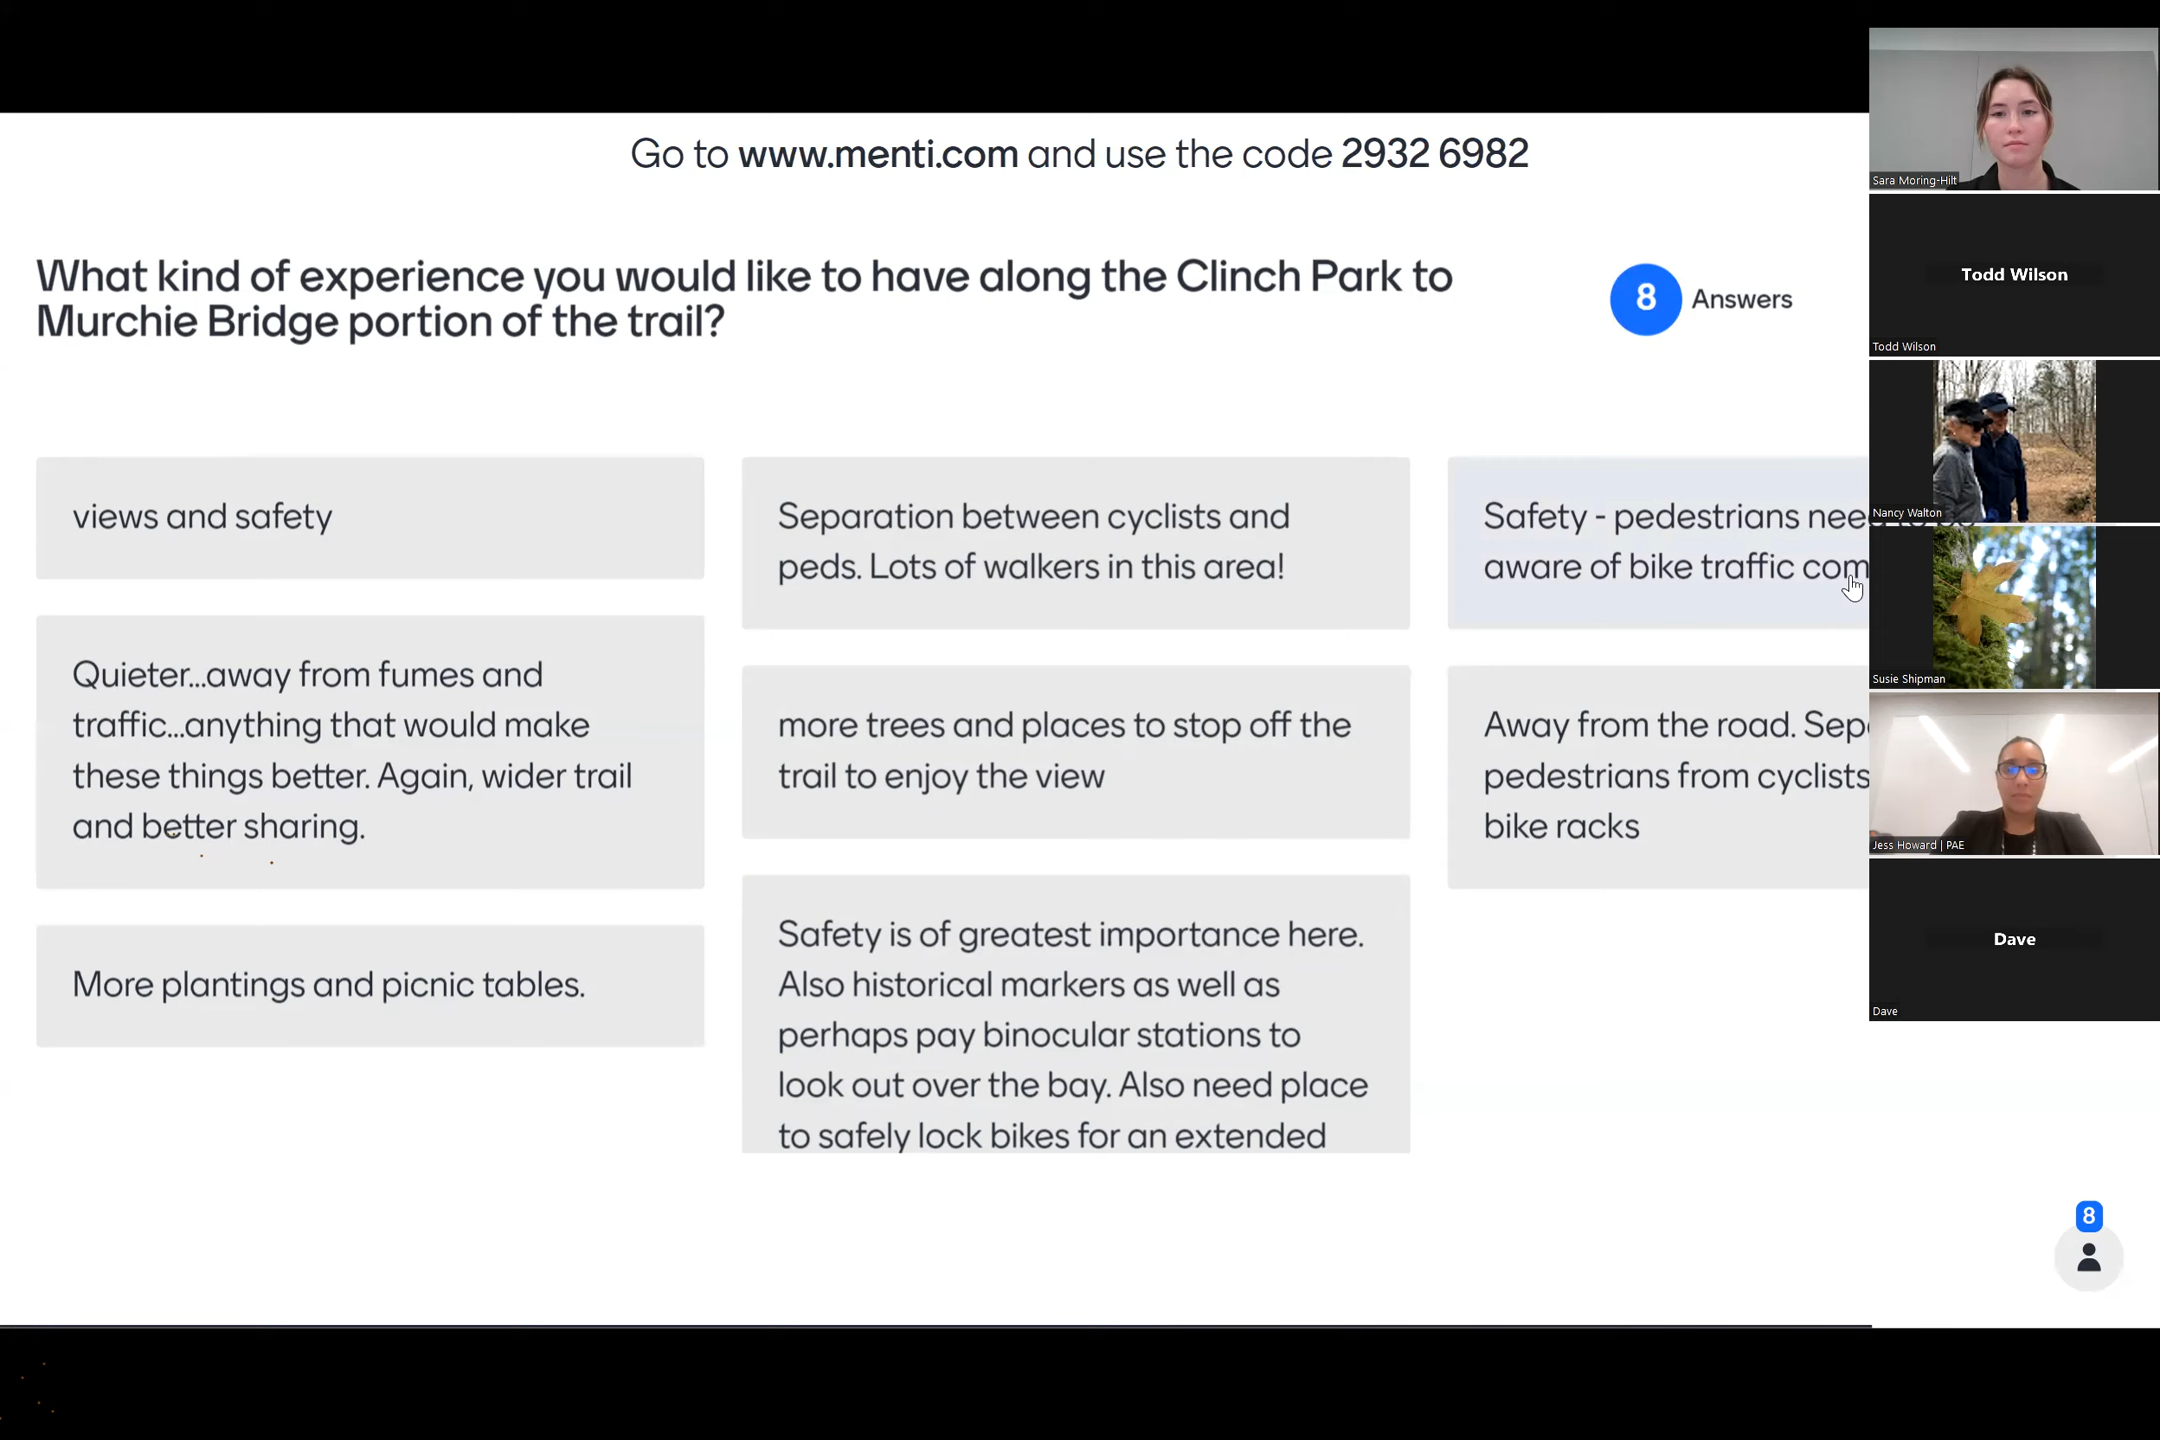 Go to www.menti.com and use the code 2932 6982
What kind of experience you would like to have along the Clinch Park to
Murchie Bridge portion of the trail?
8 Answers
views and safety
Quieter...away from fumes and
traffic...anything that would make
these things better. Again, wider trail
and better sharing.
More plantings and picnic tables.
Separation between cyclists and
peds. Lots of walkers in this area!
more trees and places to stop off the
trail to enjoy the view
Safety is of greatest importance here.
Also historical markers as well as
perhaps pay binocular stations to
look out over the bay. Also need place
to safely lock bikes for an extended
Safety - pedestrians need to be
aware of bike traffic com
Away from the road. Sep
pedestrians from cyclists
bike racks
8
Sara Moring-Hilt
Todd Wilson
Todd Wilson
Nancy Walton
Susie Shipman
Jess Howard | PAE
Dave
Dave